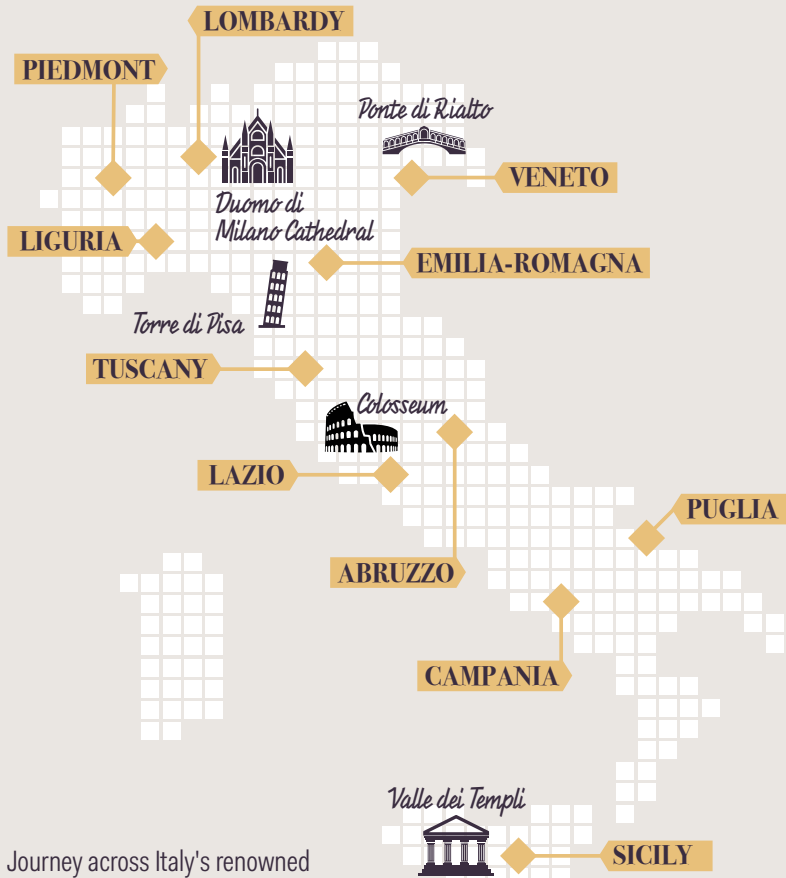 LOMBARDY
PIEDMONT
Ponte di Rialto
VENETO
Duomo di
Milano Cathedral
LIGURIA
EMILIA-ROMAGNA
Torre di Pisa
TUSCANY
Colosseum
LAZIO
PUGLIA
ABRUZZO
CAMPANIA
Valle dei Templi
SICILY
Journey across Italy's renowned